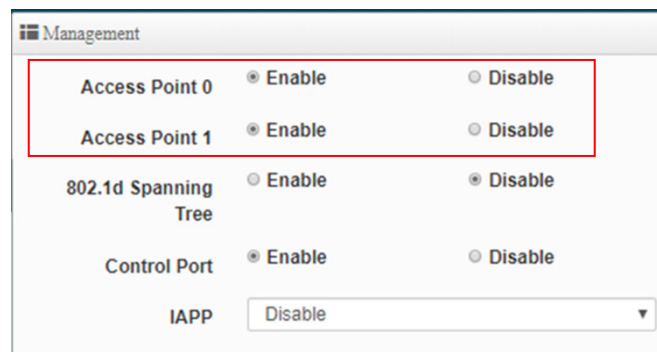 Management
Access Point 0 Enable Disable
Access Point 1 Enable Disable
802.1d Spanning Enable Disable
Tree
Control Port Enable Disable
IAPP Disable